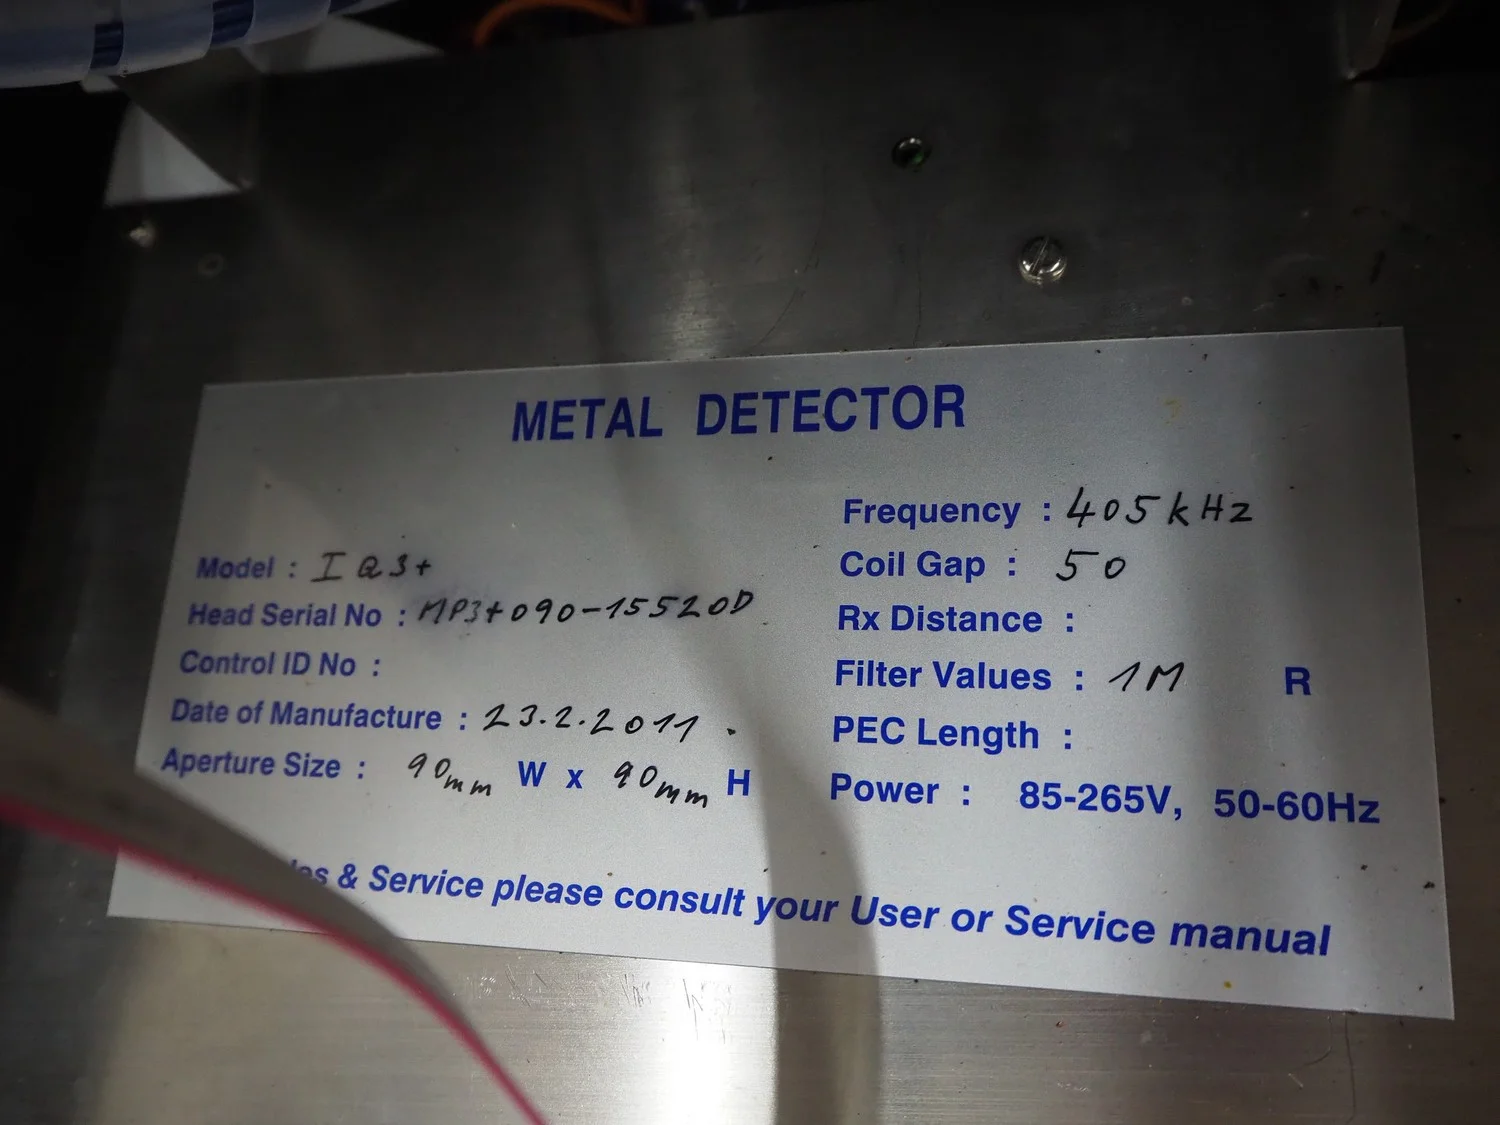 METAL DETECTOR
Model : IQ3+
Head Serial No : MP3+090-15520D
Control ID No :
Date of Manufacture : 23.2.2011.
Aperture Size : 90mm W x 90mm H
Frequency : 405kHz
Coil Gap : 50
Rx Distance :
Filter Values : 1M R
PEC Length :
Power : 85-265V, 50-60Hz
& Service please consult your User or Service manual